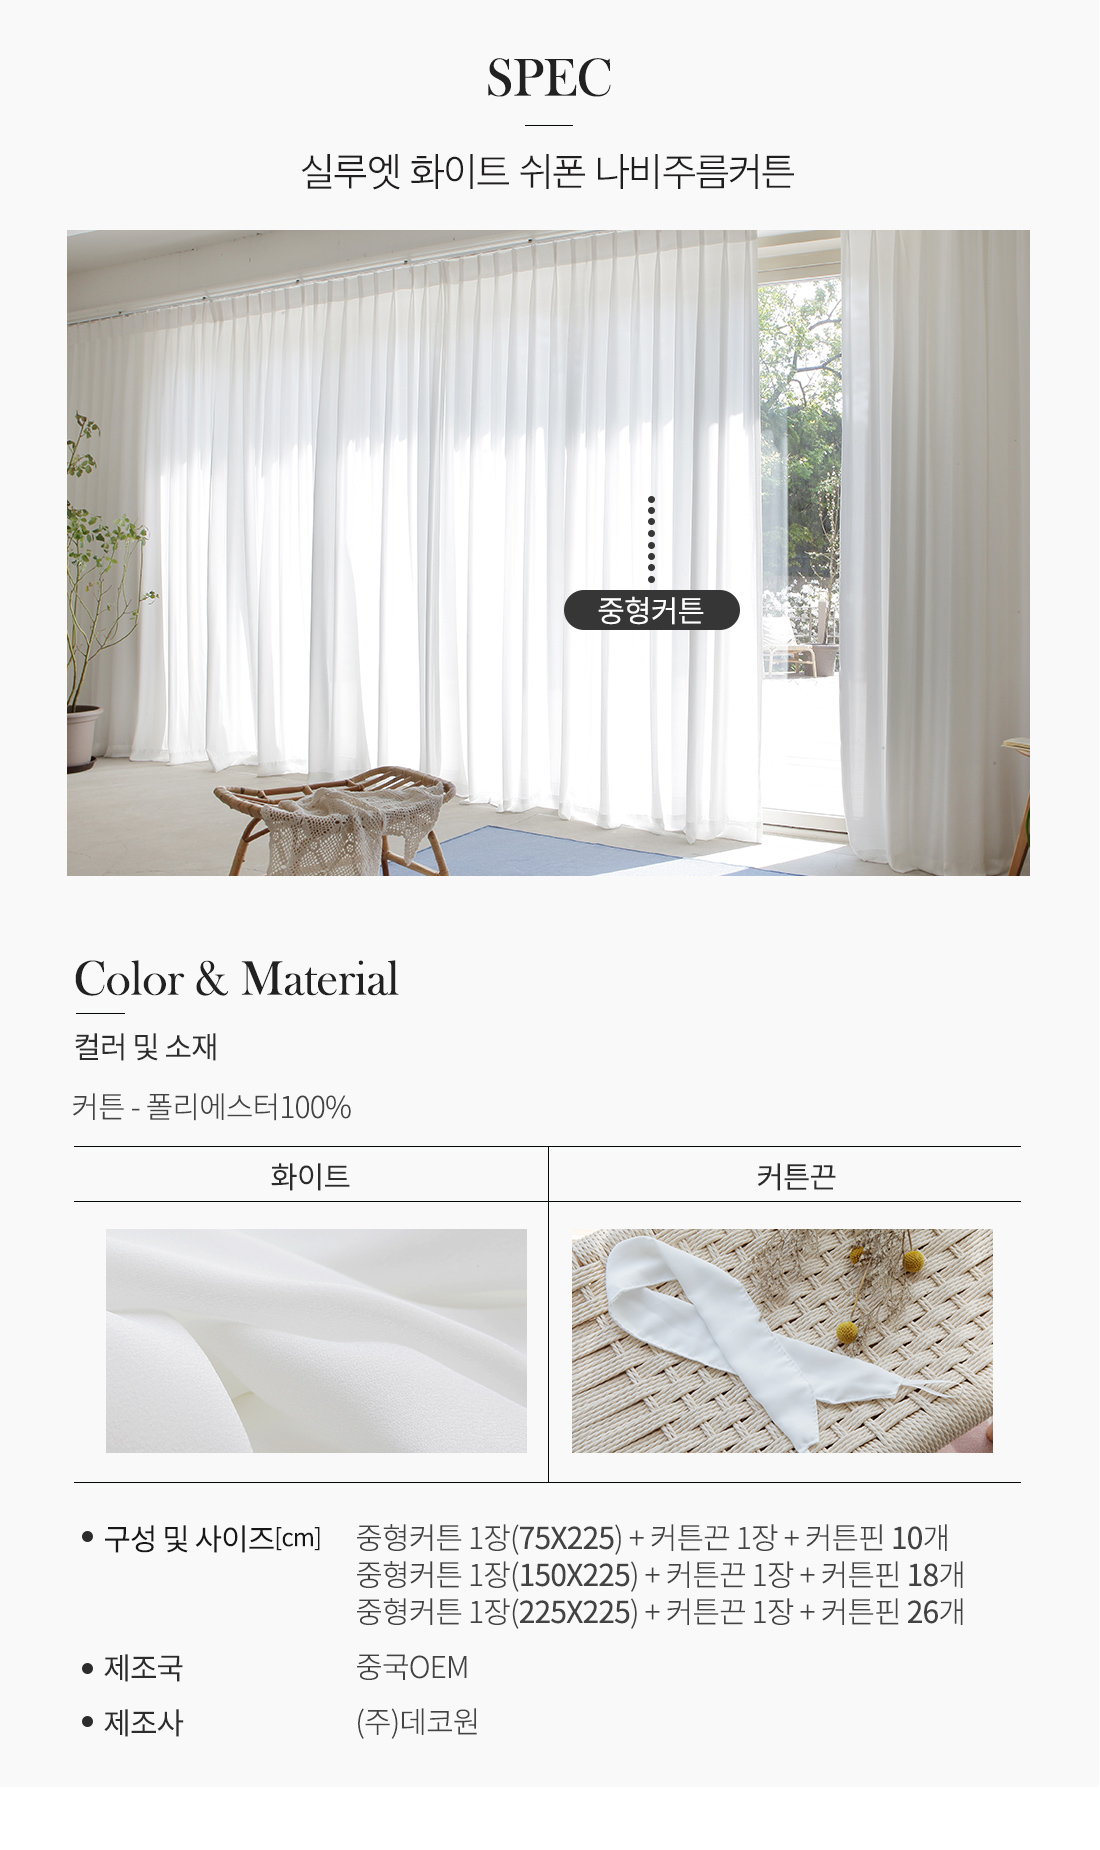 SPEC
실루엣 화이트 쉬폰 나비주름커튼
중형커튼
Color & Material
컬러 및 소재
커튼 - 폴리에스터100%
화이트
커튼끈
구성 및 사이즈[cm]
중형커튼 1장(75X225) + 커튼끈 1장 + 커튼핀 10개
중형커튼 1장(150X225) + 커튼끈 1장 + 커튼핀 18개
중형커튼 1장(225X225) + 커튼끈 1장 + 커튼핀 26개
제조국
중국OEM
제조사
(주)데코원